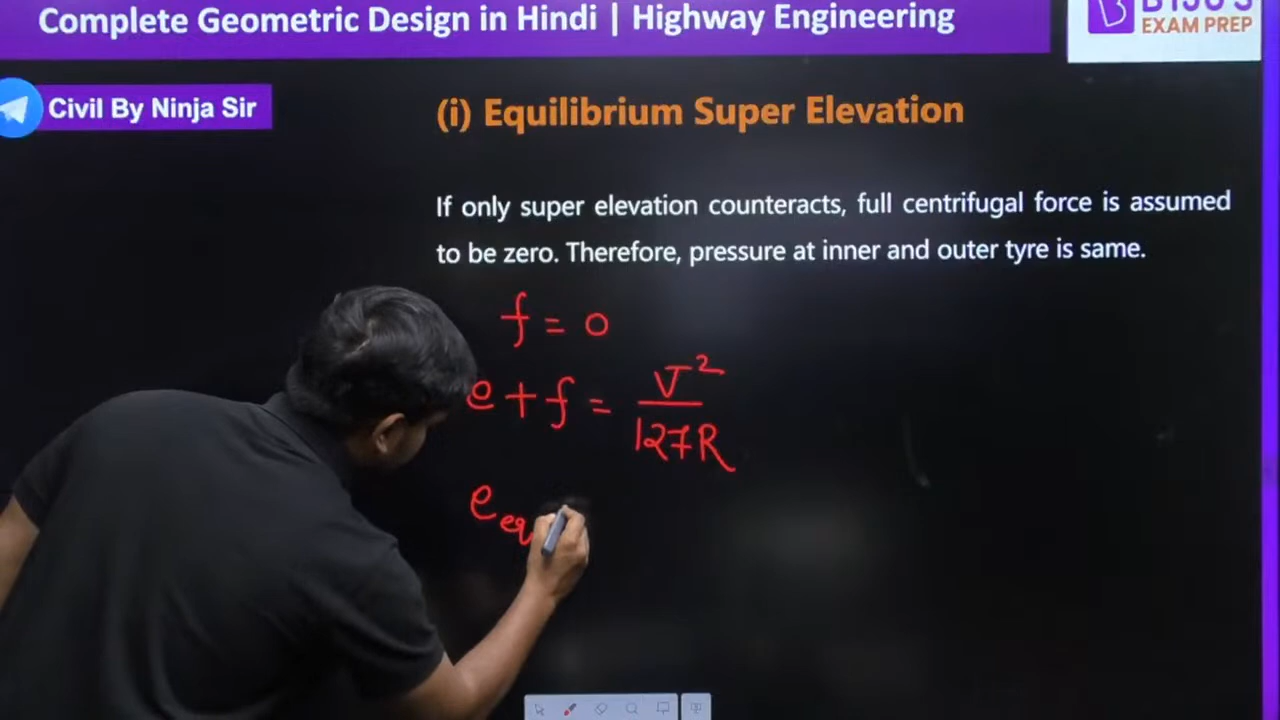 Complete Geometric Design in Hindi | Highway Engineering
BYJU'S
EXAM PREP
Civil By Ninja Sir
(i) Equilibrium Super Elevation
If only super elevation counteracts, full centrifugal force is assumed
to be zero. Therefore, pressure at inner and outer tyre is same.
f = 0
e + f = V²/127R
e eq